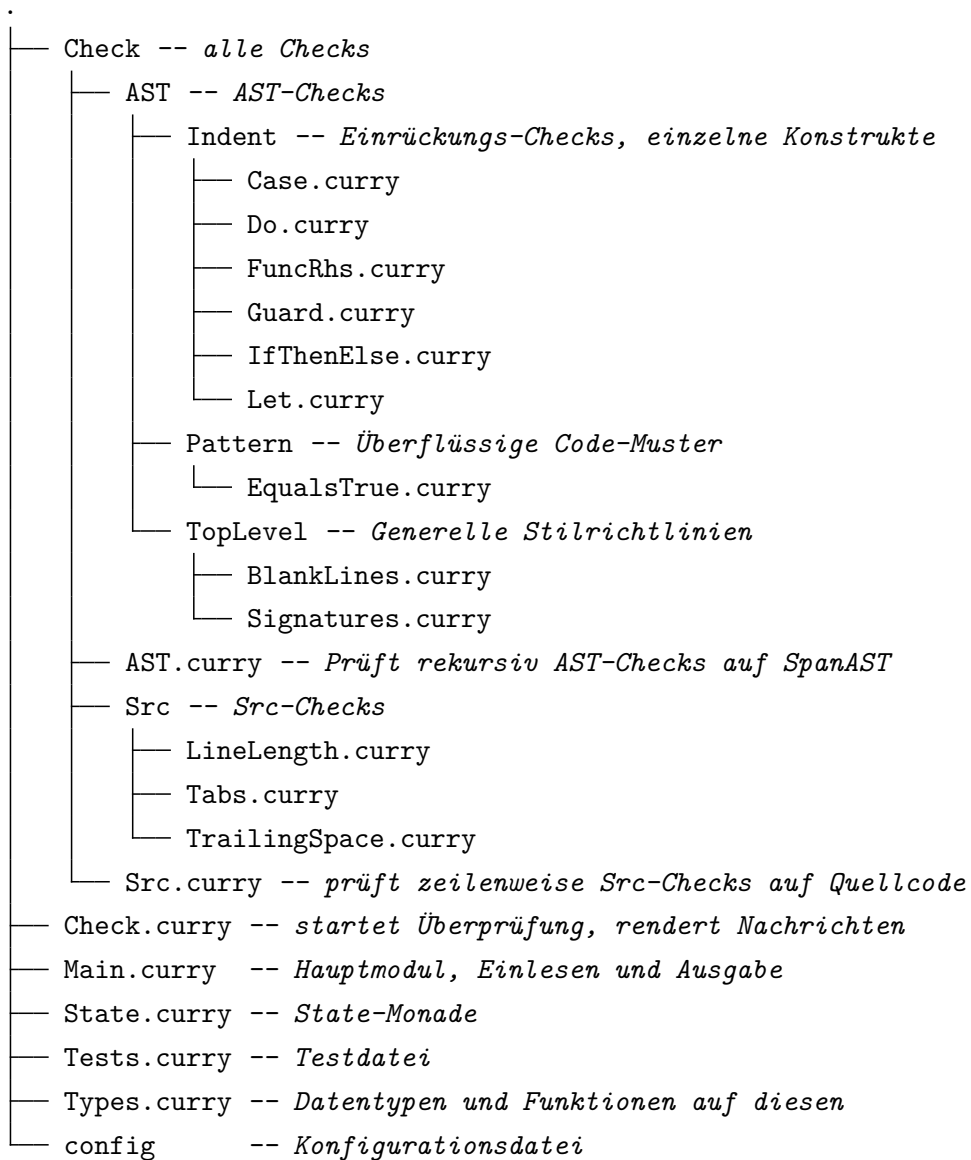 .
├── Check -- alle Checks
│   ├── AST -- AST-Checks
│   │   ├── Indent -- Einrückungs-Checks, einzelne Konstrukte
│   │   │   ├── Case.curry
│   │   │   ├── Do.curry
│   │   │   ├── FuncRhs.curry
│   │   │   ├── Guard.curry
│   │   │   ├── IfThenElse.curry
│   │   │   └── Let.curry
│   │   ├── Pattern -- Überflüssige Code-Muster
│   │   │   └── EqualsTrue.curry
│   │   └── TopLevel -- Generelle Stilrichtlinien
│   │       ├── BlankLines.curry
│   │       └── Signatures.curry
│   ├── AST.curry -- Prüft rekursiv AST-Checks auf SpanAST
│   ├── Src -- Src-Checks
│   │   ├── LineLength.curry
│   │   ├── Tabs.curry
│   │   └── TrailingSpace.curry
│   └── Src.curry -- prüft zeilenweise Src-Checks auf Quellcode
├── Check.curry -- startet Überprüfung, rendert Nachrichten
├── Main.curry  -- Hauptmodul, Einlesen und Ausgabe
├── State.curry -- State-Monade
├── Tests.curry -- Testdatei
├── Types.curry -- Datentypen und Funktionen auf diesen
└── config      -- Konfigurationsdatei